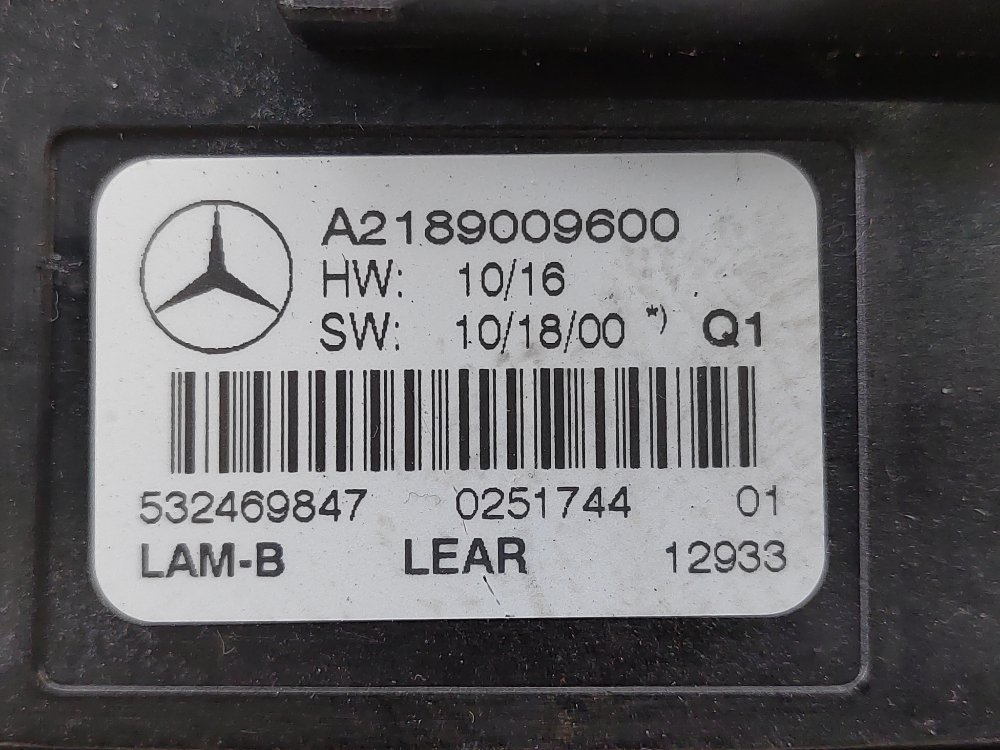 A2189009600
HW: 10/16
SW: 10/18/00 *) Q1
532469847 0251744 01
LAM-B LEAR 12933